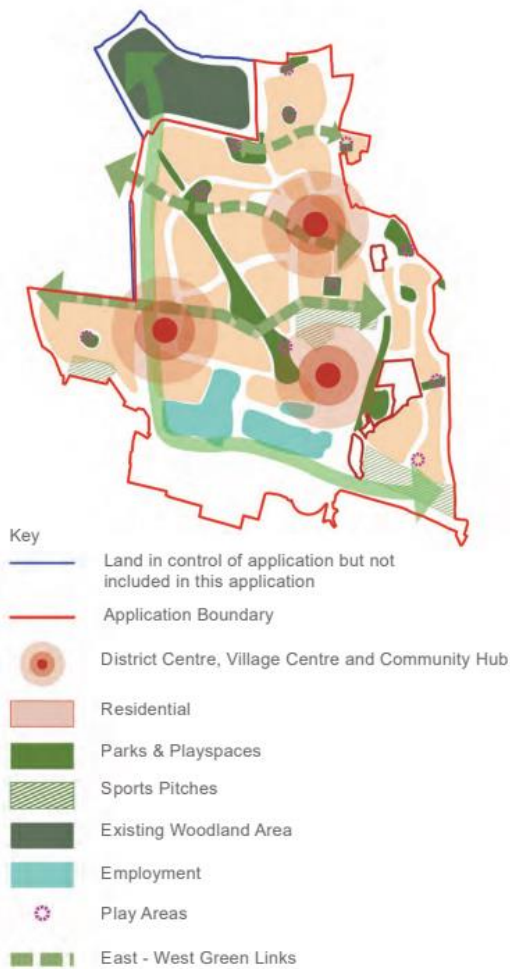 Key
Land in control of application but not
included in this application
Application Boundary
District Centre, Village Centre and Community Hub
Residential
Parks & Playspaces
Sports Pitches
Existing Woodland Area
Employment
Play Areas
East - West Green Links